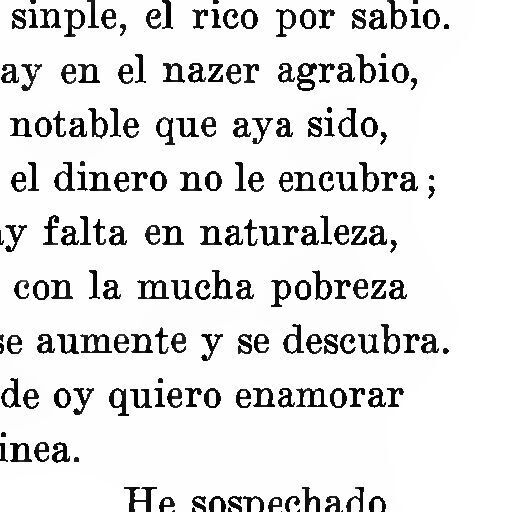 sinple, el rico por sabio.
ay en el nazer agrabio,
notable que aya sido,
el dinero no le encubra;
y falta en naturaleza,
con la mucha pobreza
se aumente y se descubra.
de oy quiero enamorar
inea.
He sospechado